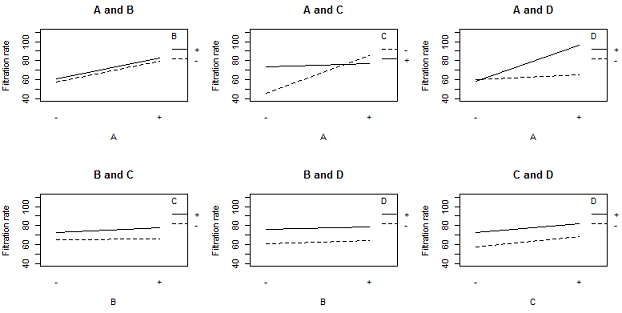 A and B
Filtration rate
40 60 80 100
B
+
-
- +
A
A and C
Filtration rate
40 60 80 100
C
-
+
- +
A
A and D
Filtration rate
40 60 80 100
D
+
-
- +
A
B and C
Filtration rate
40 60 80 100
C
+
-
- +
B
B and D
Filtration rate
40 60 80 100
D
+
-
- +
B
C and D
Filtration rate
40 60 80 100
D
+
-
- +
C